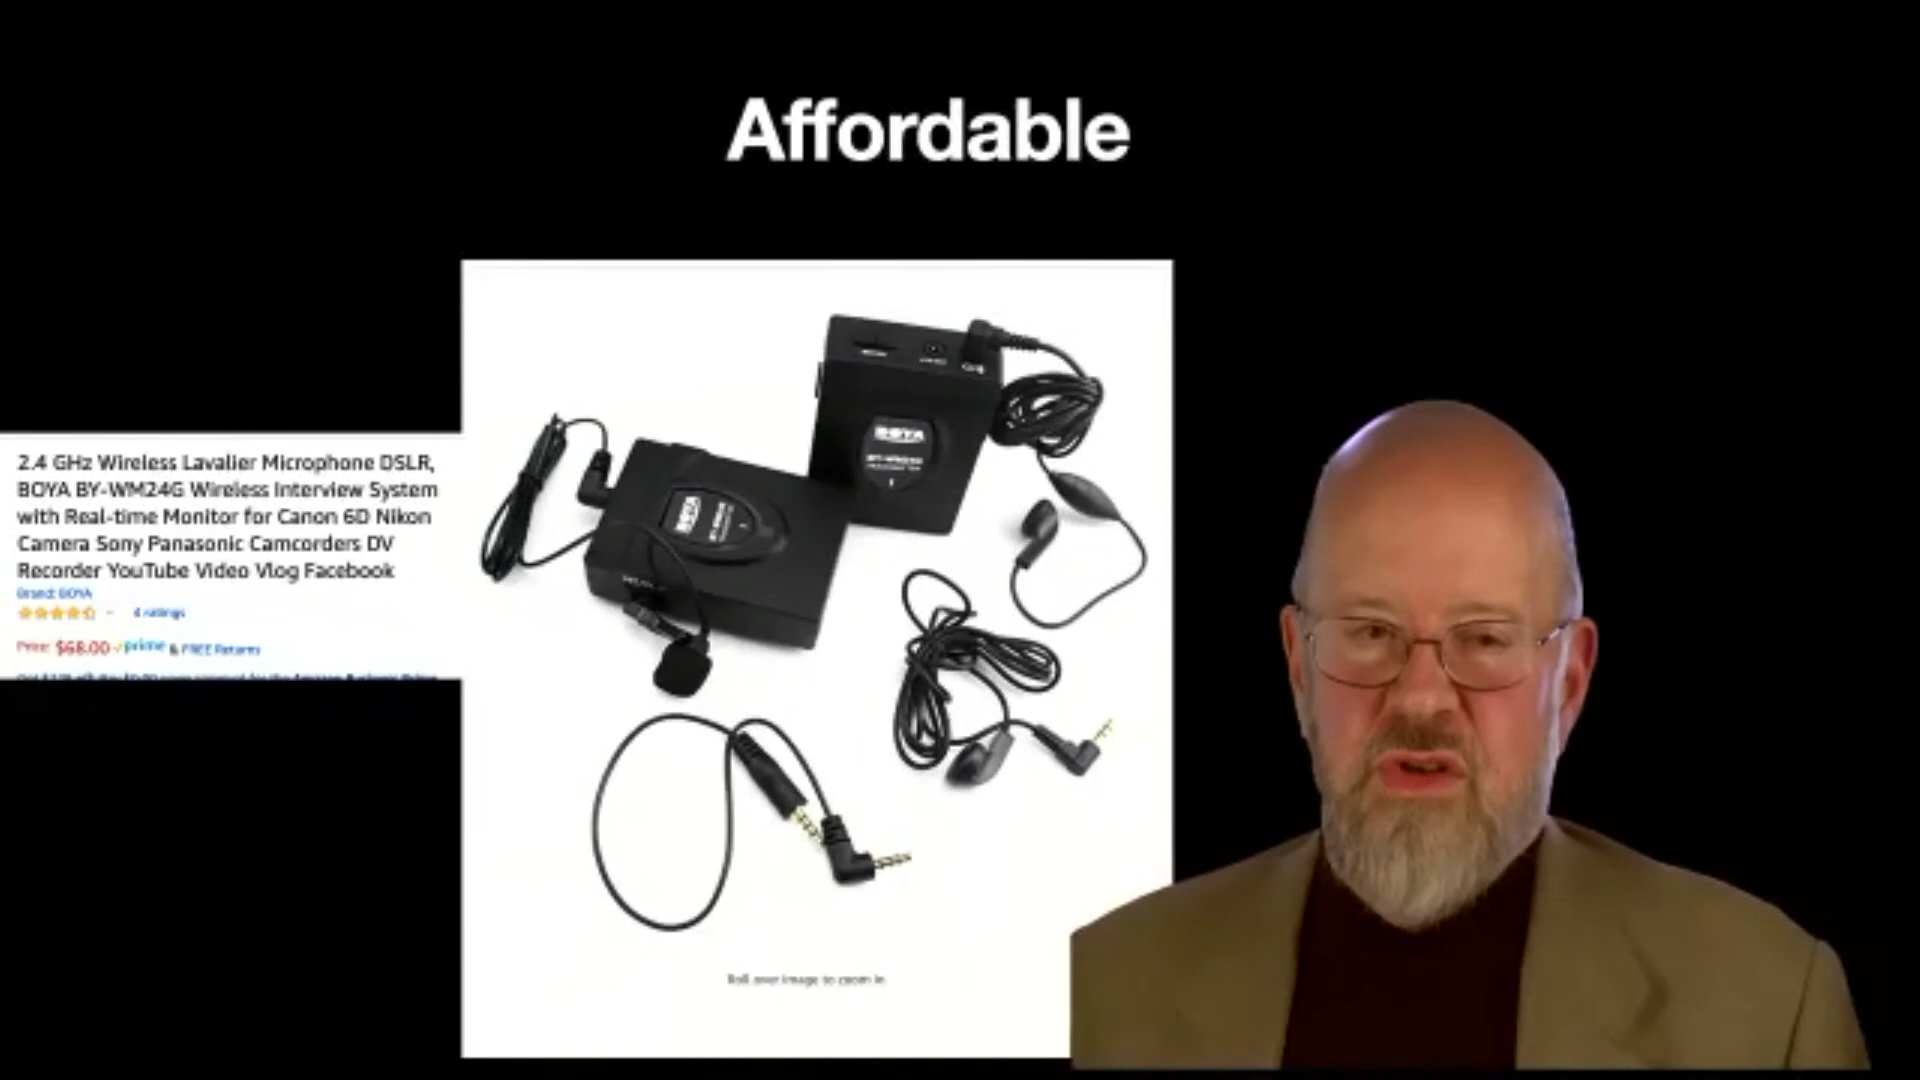 Affordable
2.4 GHz Wireless Lavalier Microphone DSLR,
BOYA BY-WM24G Wireless Interview System
with Real-time Monitor for Canon 6D Nikon
Camera Sony Panasonic Camcorders DV
Recorder YouTube Video Vlog Facebook
Brand: BOYA
4 ratings
Price: $68.00 ✓prime & FREE Returns
BOYA
BOYA
Roll over image to zoom in